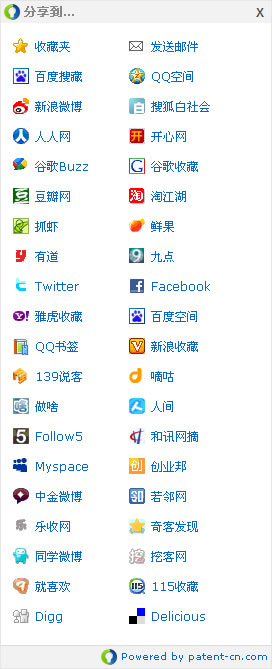 分享到... X
收藏夹 发送邮件
百度搜藏 QQ空间
新浪微博 搜狐白社会
人人网 开心网
谷歌Buzz 谷歌收藏
豆瓣网 淘江湖
抓虾 鲜果
有道 九点
Twitter Facebook
雅虎收藏 百度空间
QQ书签 新浪收藏
139说客 嘀咕
做啥 人间
Follow5 和讯网摘
Myspace 创业邦
中金微博 若邻网
乐收网 奇客发现
同学微博 挖客网
就喜欢 115收藏
Digg Delicious
Powered by patent-cn.com